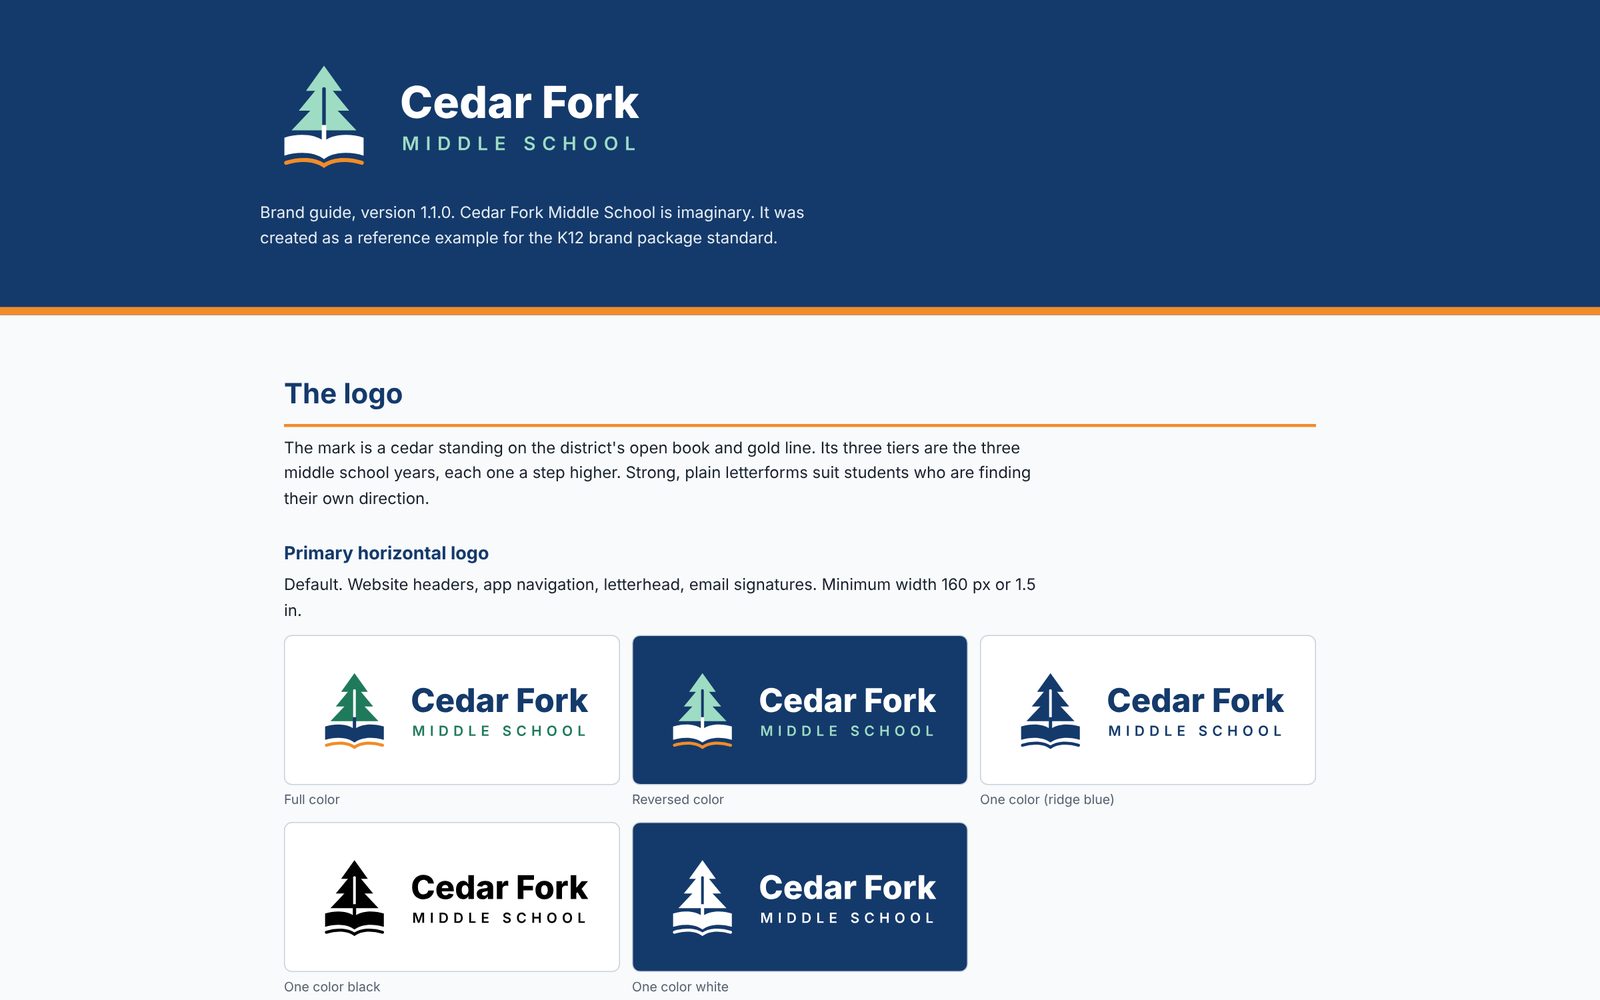 Cedar Fork
MIDDLE SCHOOL
Brand guide, version 1.1.0. Cedar Fork Middle School is imaginary. It was
created as a reference example for the K12 brand package standard.
The logo
The mark is a cedar standing on the district's open book and gold line. Its three tiers are the three
middle school years, each one a step higher. Strong, plain letterforms suit students who are finding
their own direction.
Primary horizontal logo
Default. Website headers, app navigation, letterhead, email signatures. Minimum width 160 px or 1.5
in.
Cedar Fork
MIDDLE SCHOOL
Full color
Cedar Fork
MIDDLE SCHOOL
Reversed color
Cedar Fork
MIDDLE SCHOOL
One color (ridge blue)
Cedar Fork
MIDDLE SCHOOL
One color black
Cedar Fork
MIDDLE SCHOOL
One color white